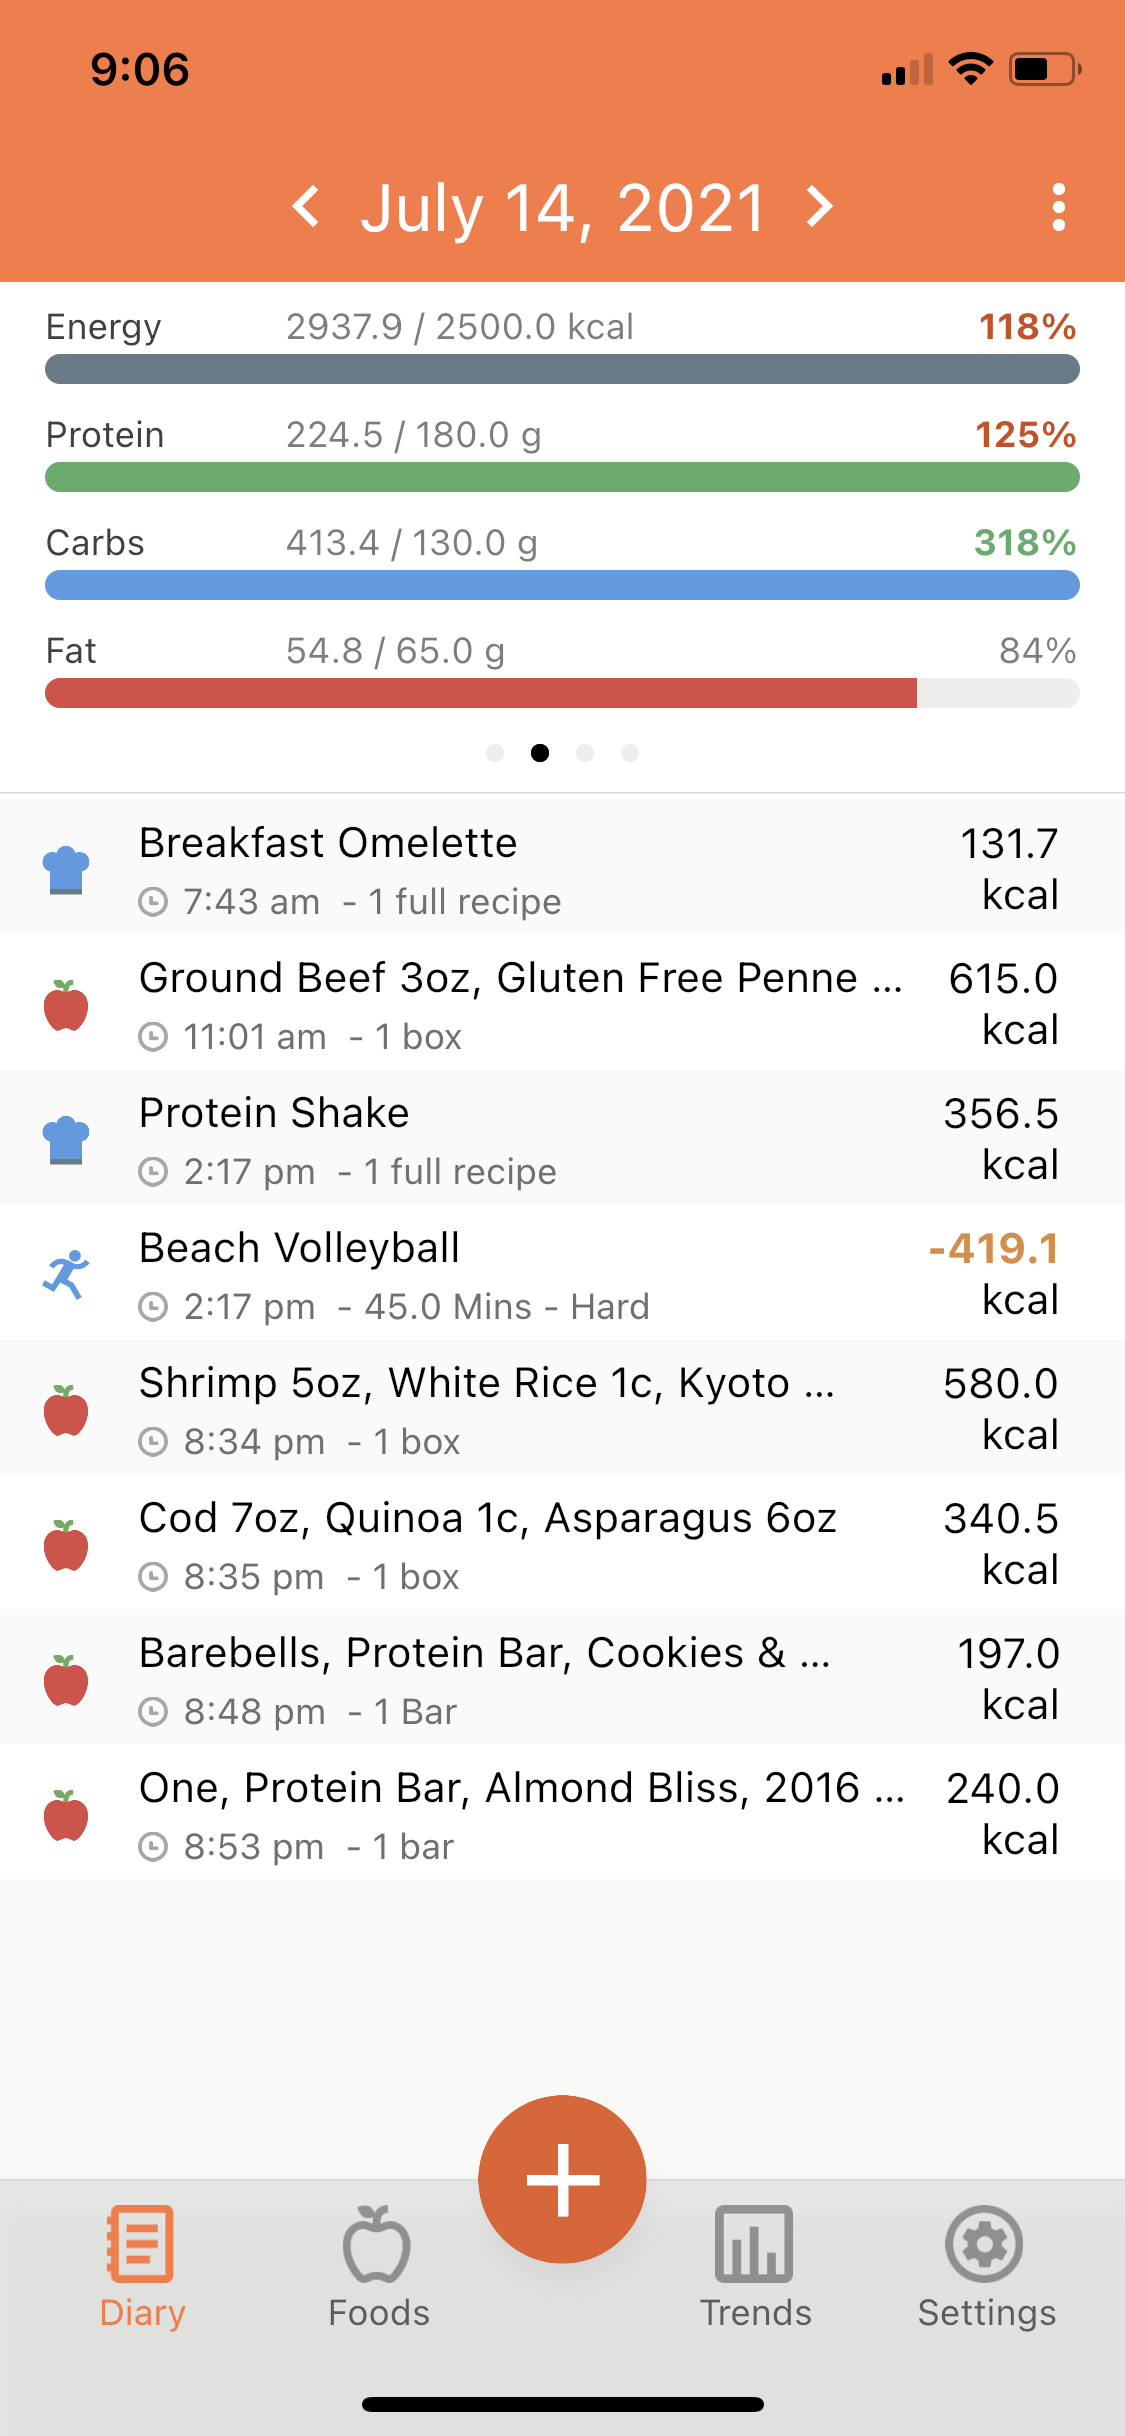 9:06
July 14, 2021
Energy 2937.9 / 2500.0 kcal 118%
Protein 224.5 / 180.0 g 125%
Carbs 413.4 / 130.0 g 318%
Fat 54.8 / 65.0 g 84%
Breakfast Omelette 131.7
7:43 am - 1 full recipe kcal
Ground Beef 3oz, Gluten Free Penne ... 615.0
11:01 am - 1 box kcal
Protein Shake 356.5
2:17 pm - 1 full recipe kcal
Beach Volleyball -419.1
2:17 pm - 45.0 Mins - Hard kcal
Shrimp 5oz, White Rice 1c, Kyoto ... 580.0
8:34 pm - 1 box kcal
Cod 7oz, Quinoa 1c, Asparagus 6oz 340.5
8:35 pm - 1 box kcal
Barebells, Protein Bar, Cookies & ... 197.0
8:48 pm - 1 Bar kcal
One, Protein Bar, Almond Bliss, 2016 ... 240.0
8:53 pm - 1 bar kcal
Diary Foods Trends Settings